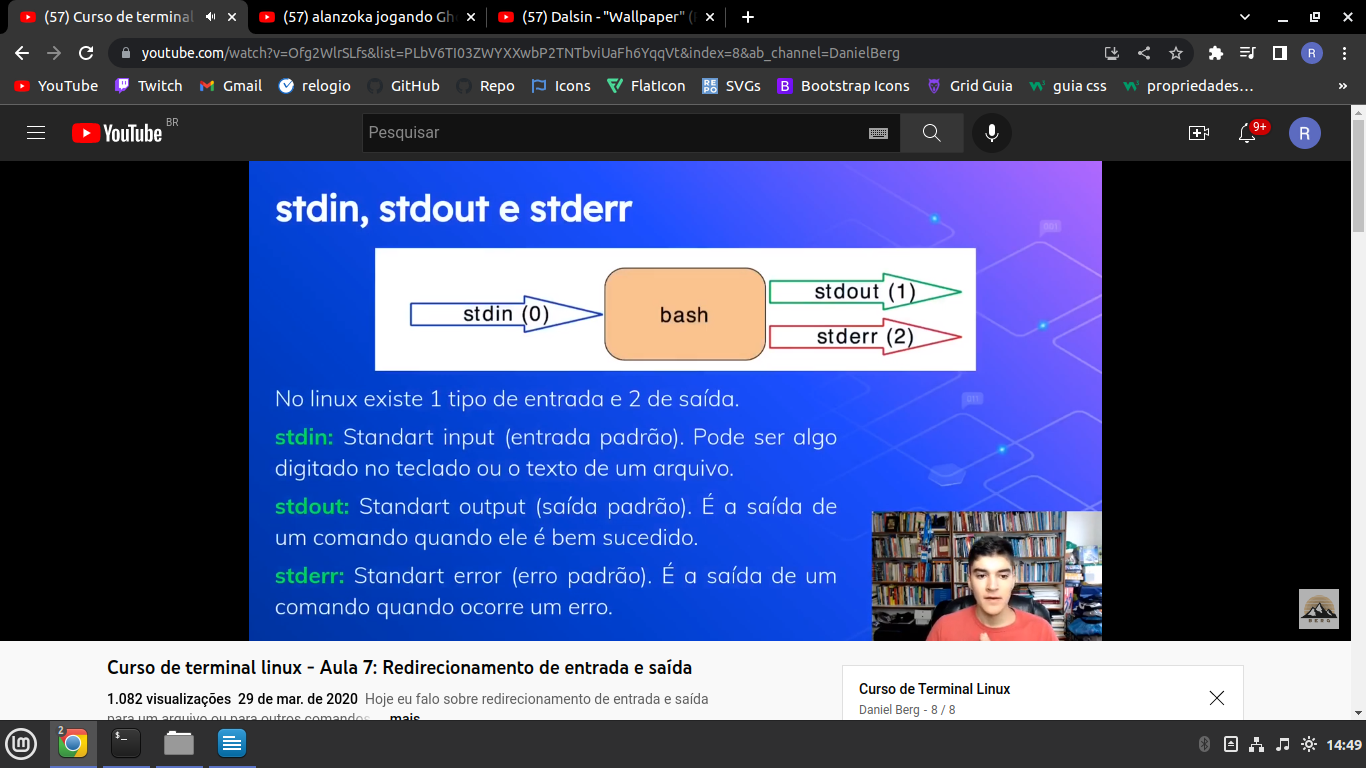 (57) Curso de terminal
(57) alanzoka jogando Gh
(57) Dalsin - "Wallpaper" (
youtube.com/watch?v=Ofg2WlrSLfs&list=PLbV6TI03ZWYXXwbP2TNTbviUaFh6YqqVt&index=8&ab_channel=DanielBerg
R
YouTube
Twitch
Gmail
relogio
GitHub
Repo
Icons
FlatIcon
RE
PO
SVGs
B
Bootstrap Icons
Grid Guia
guia css
propriedades…
»
YouTube BR
Pesquisar
9+
R
stdin, stdout e stderr
stdin (0)
bash
stdout (1)
stderr (2)
No linux existe 1 tipo de entrada e 2 de saída.
stdin: Standart input (entrada padrão). Pode ser algo
digitado no teclado ou o texto de um arquivo.
stdout: Standart output (saída padrão). É a saída de
um comando quando ele é bem sucedido.
stderr: Standart error (erro padrão). É a saída de um
comando quando ocorre um erro.
BERG
Curso de terminal linux - Aula 7: Redirecionamento de entrada e saída
1.082 visualizações 29 de mar. de 2020 Hoje eu falo sobre redirecionamento de entrada e saída
para um arquivo ou para outros comandos mais
Curso de Terminal Linux
Daniel Berg - 8 / 8
lm
2
$_
14:49